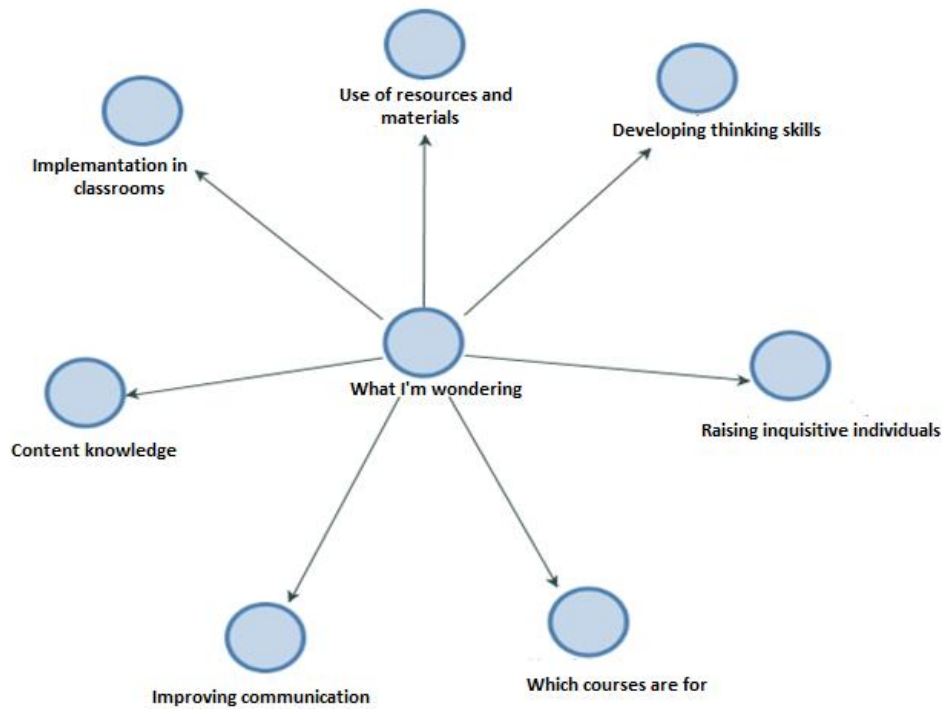 Use of resources and
materials
Developing thinking skills
Implemantation in
classrooms
What I'm wondering
Raising inquisitive individuals
Content knowledge
Improving communication
Which courses are for